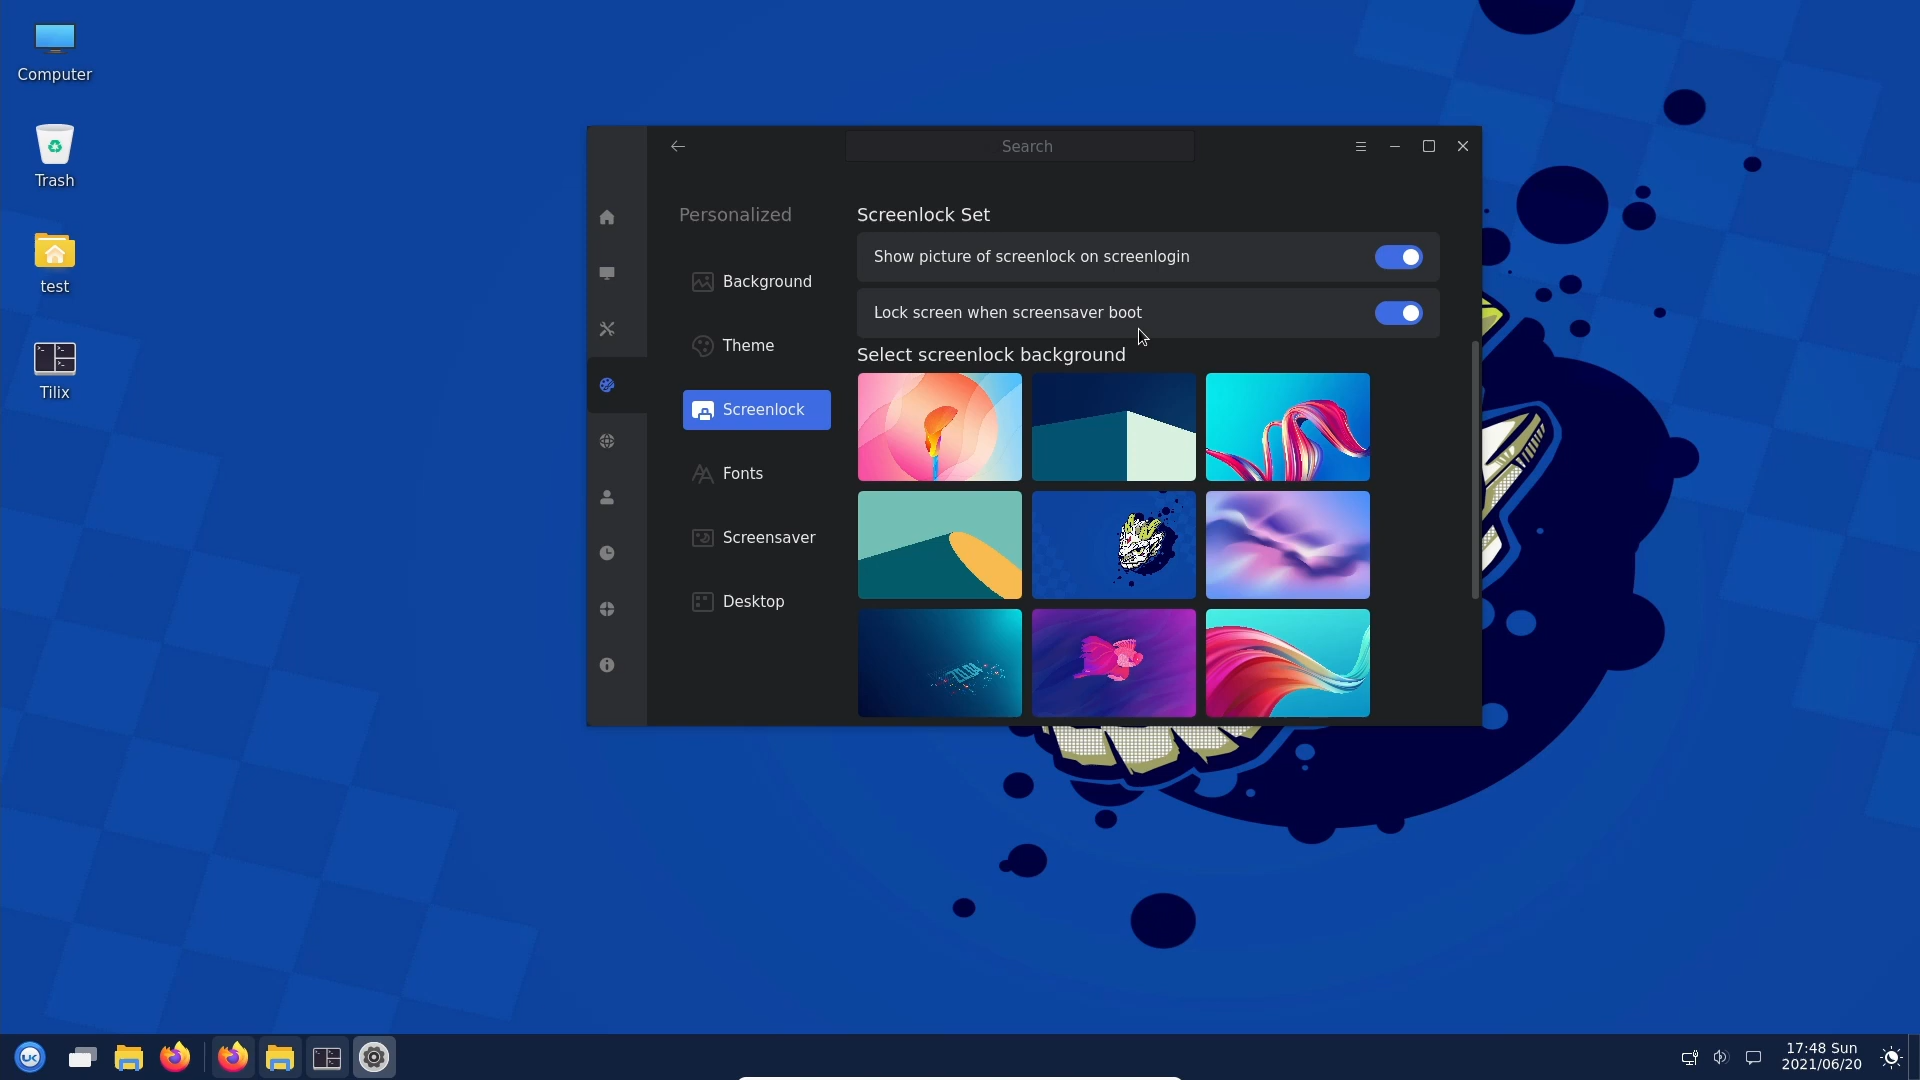 Computer
Trash
test
Tilix
Search
Personalized
Background
Theme
Screenlock
Fonts
Screensaver
Desktop
Screenlock Set
Show picture of screenlock on screenlogin
Lock screen when screensaver boot
Select screenlock background
17:48 Sun
2021/06/20